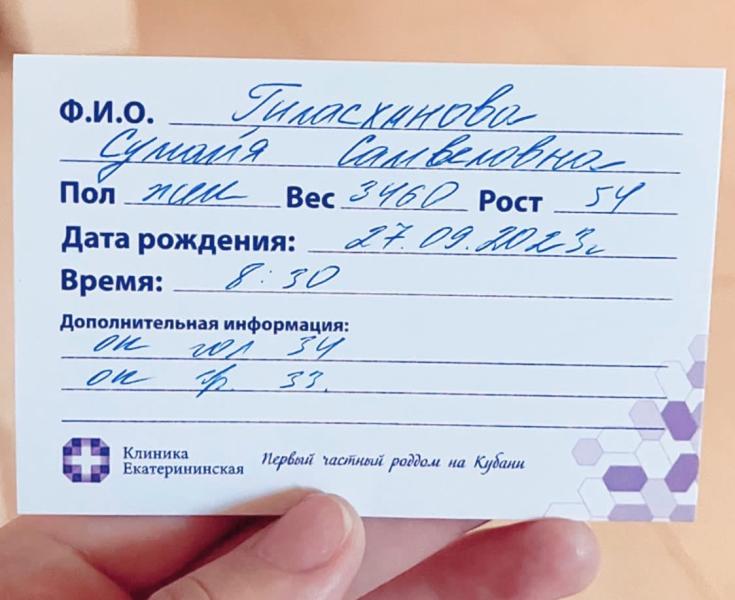 Ф.И.О. Гиласханова
Сумайя Самвеловна
Пол жен Вес 3460 Рост 54
Дата рождения: 27.09.2023г
Время: 8:30
Дополнительная информация:
ок гол 34
ок гр. 33.
Клиника
Екатерининская
Первый частный роддом на Кубани